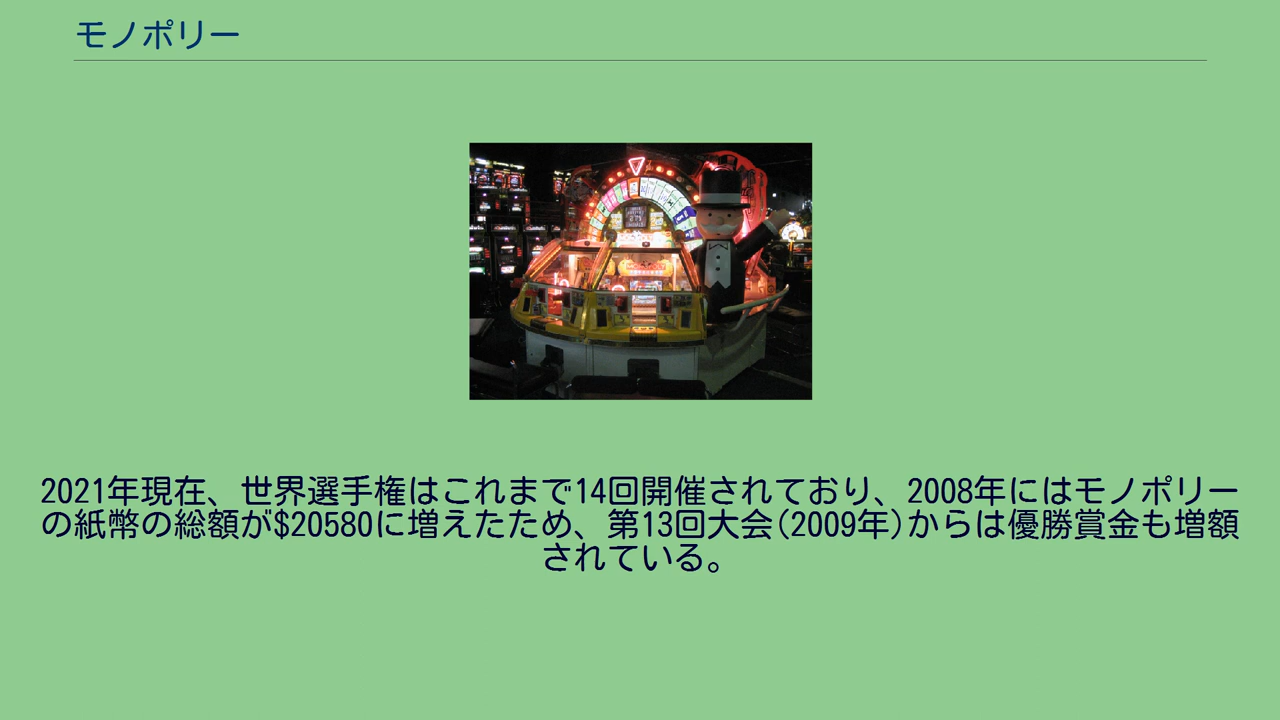 モノポリー
2021年現在、世界選手権はこれまで14回開催されており、2008年にはモノポリー
の紙幣の総額が$20580に増えたため、第13回大会(2009年)からは優勝賞金も増額
されている。